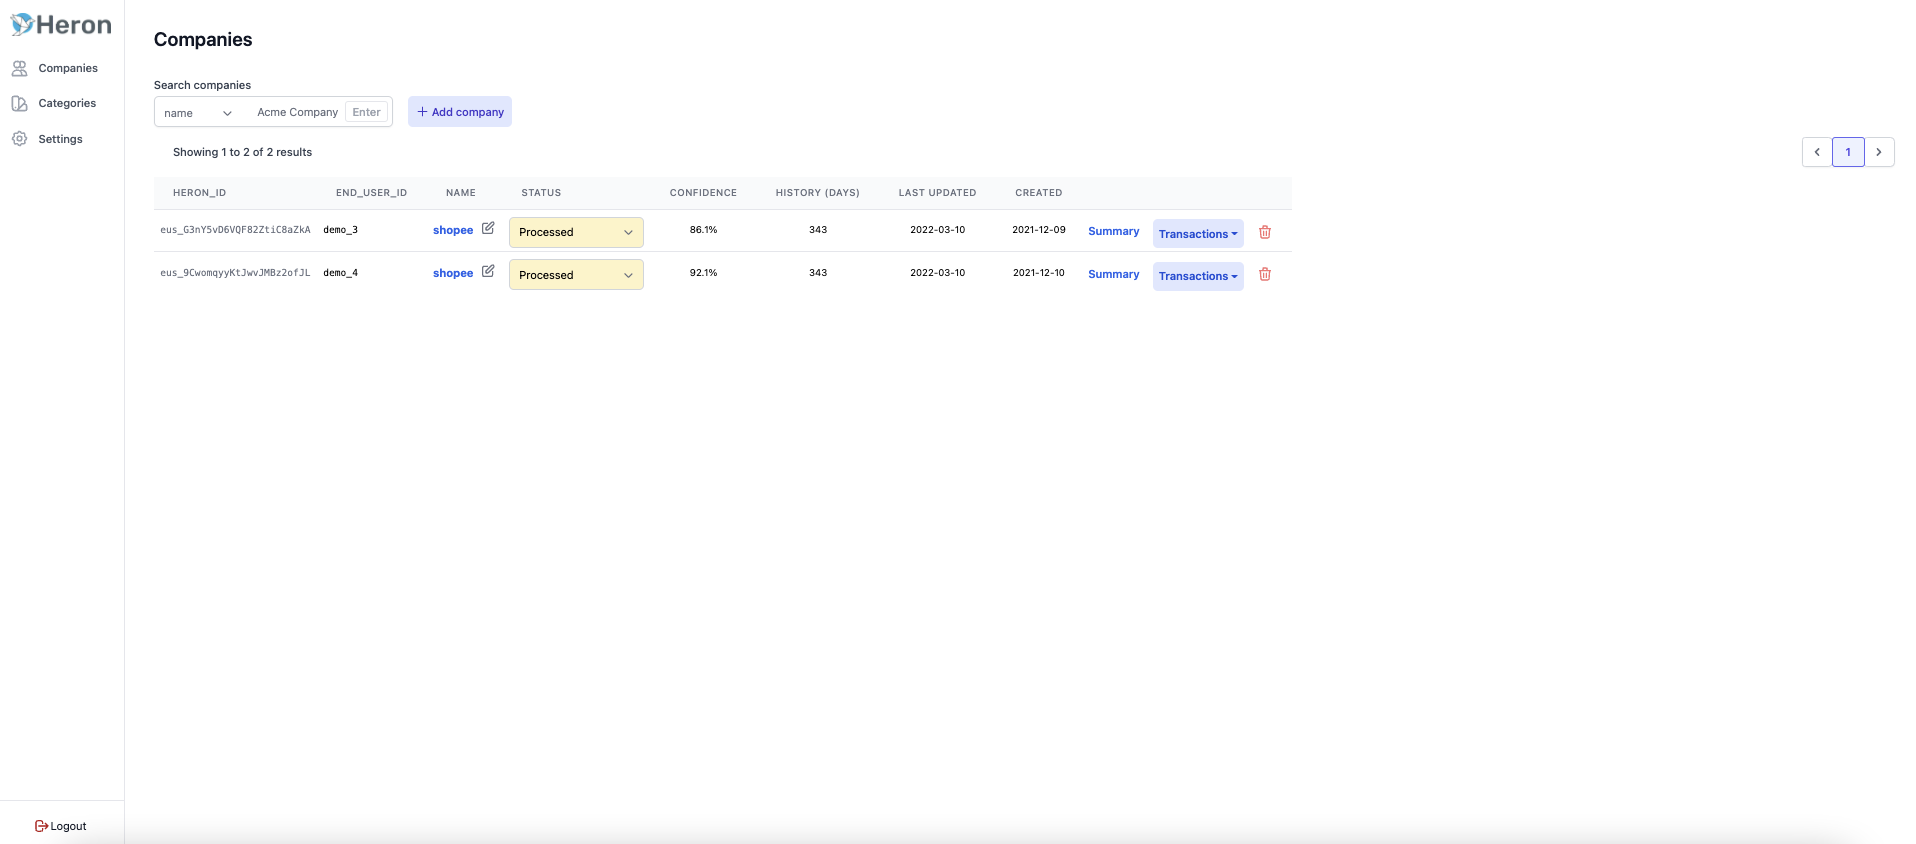 Heron
Companies
Categories
Settings
Companies
Search companies
name Acme Company Enter + Add company
Showing 1 to 2 of 2 results
1
HERON_ID END_USER_ID NAME STATUS CONFIDENCE HISTORY (DAYS) LAST UPDATED CREATED
eus_G3nY5vD6VQF82ZtiC8aZkA demo_3 shopee Processed 86.1% 343 2022-03-10 2021-12-09 Summary Transactions
eus_9CwomqyyKtJwvJMBz2ofJL demo_4 shopee Processed 92.1% 343 2022-03-10 2021-12-10 Summary Transactions
Logout